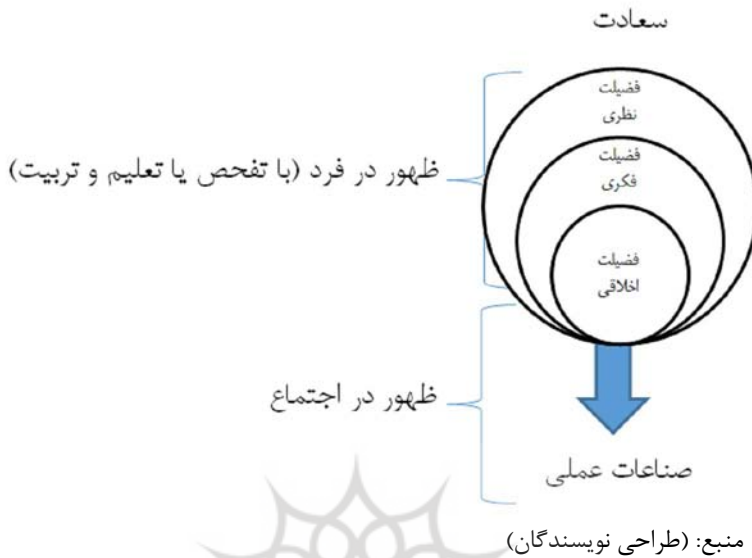 سعادت
فضیلت
نظری
فضیلت
فکری
ظهور در فرد (با تفحص یا تعلیم و تربیت)
فضیلت
اخلاقی
ظهور در اجتماع
صناعات عملی
منبع: (طراحی نویسندگان)